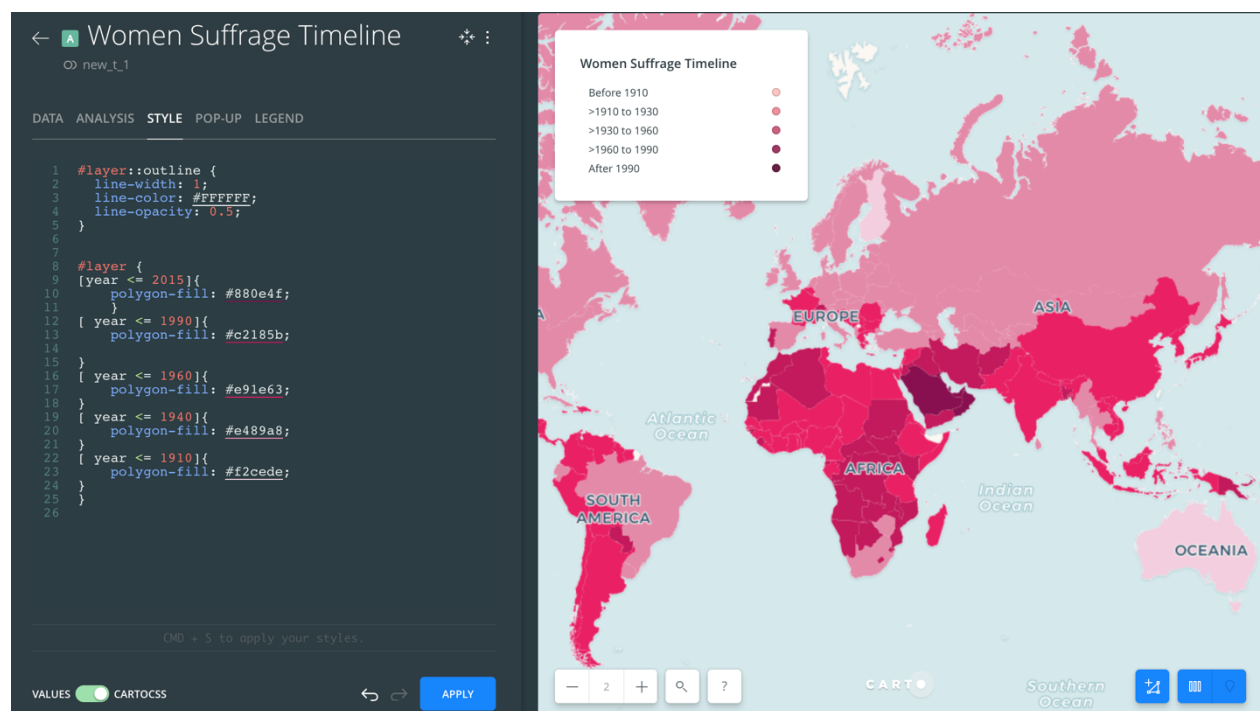 A Women Suffrage Timeline
new_t_1
DATA ANALYSIS STYLE POP-UP LEGEND
1 #layer::outline {
2 line-width: 1;
3 line-color: #FFFFFF;
4 line-opacity: 0.5;
5 }
6
7
8 #layer {
9 [year <= 2015]{
10 polygon-fill: #880e4f;
11 }
12 [ year <= 1990]{
13 polygon-fill: #c2185b;
14
15 }
16 [ year <= 1960]{
17 polygon-fill: #e91e63;
18 }
19 [ year <= 1940]{
20 polygon-fill: #e489a8;
21 }
22 [ year <= 1910]{
23 polygon-fill: #f2cede;
24 }
25 }
26
CMD + S to apply your styles.
VALUES CARTOCSS
APPLY
Women Suffrage Timeline
Before 1910
>1910 to 1930
>1930 to 1960
>1960 to 1990
After 1990
A
EUROPE
ASIA
Atlantic
Ocean
AFRICA
Indian
Ocean
SOUTH
AMERICA
OCEANIA
Southern
Ocean
− 2 +
?
CARTO